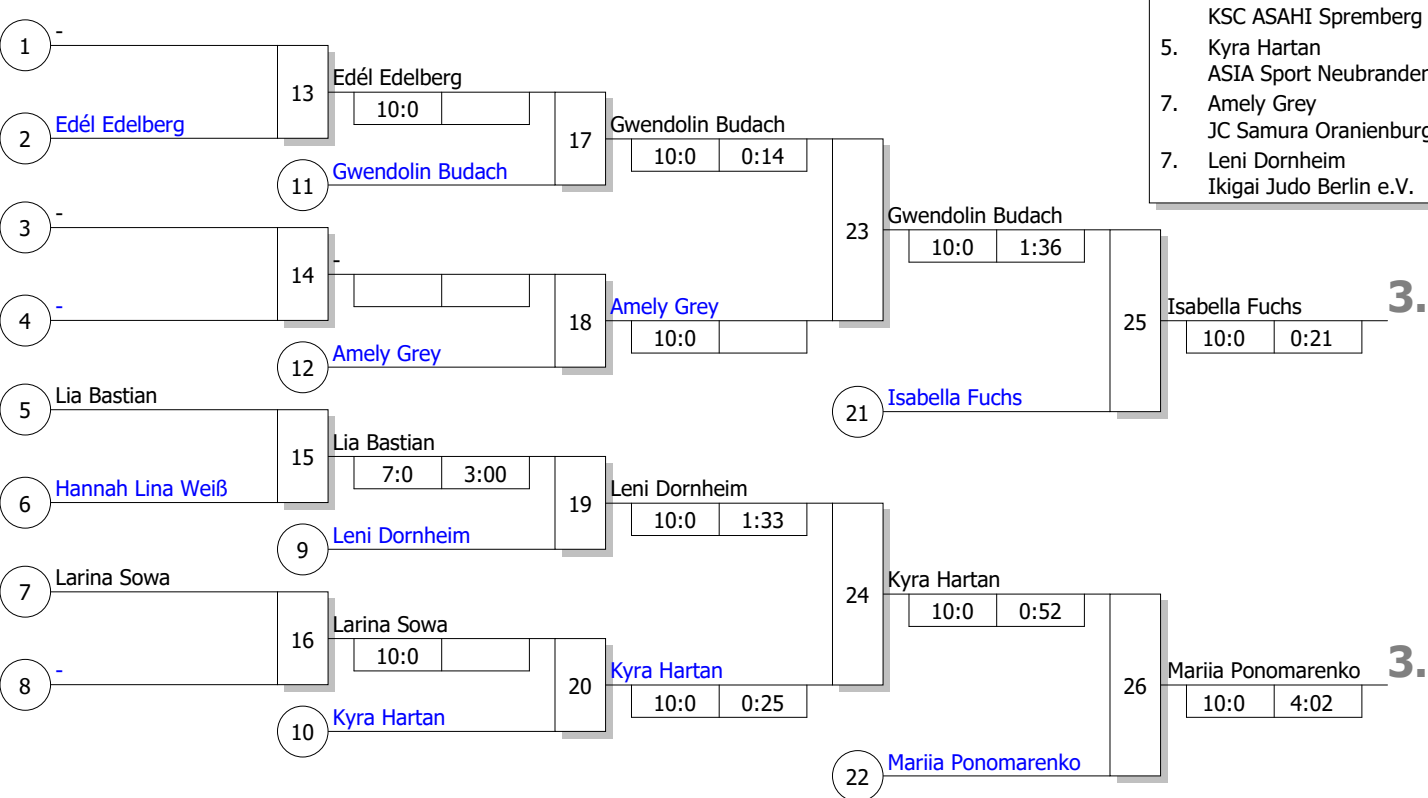 KSC ASAHI Spremberg
5. Kyra Hartan
ASIA Sport Neubranden
7. Amely Grey
JC Samura Oranienburg
7. Leni Dornheim
Ikigai Judo Berlin e.V.
1 -
13 Edél Edelberg
10:0
2 Edél Edelberg
17 Gwendolin Budach
10:0 0:14
11 Gwendolin Budach
3 -
23 Gwendolin Budach
10:0 1:36
14 -
4 -
18 Amely Grey
10:0
12 Amely Grey
25 Isabella Fuchs 3.
10:0 0:21
21 Isabella Fuchs
5 Lia Bastian
15 Lia Bastian
7:0 3:00
6 Hannah Lina Weiß
19 Leni Dornheim
10:0 1:33
9 Leni Dornheim
7 Larina Sowa
24 Kyra Hartan
10:0 0:52
16 Larina Sowa
10:0
8 -
20 Kyra Hartan
10:0 0:25
10 Kyra Hartan
26 Mariia Ponomarenko 3.
10:0 4:02
22 Mariia Ponomarenko